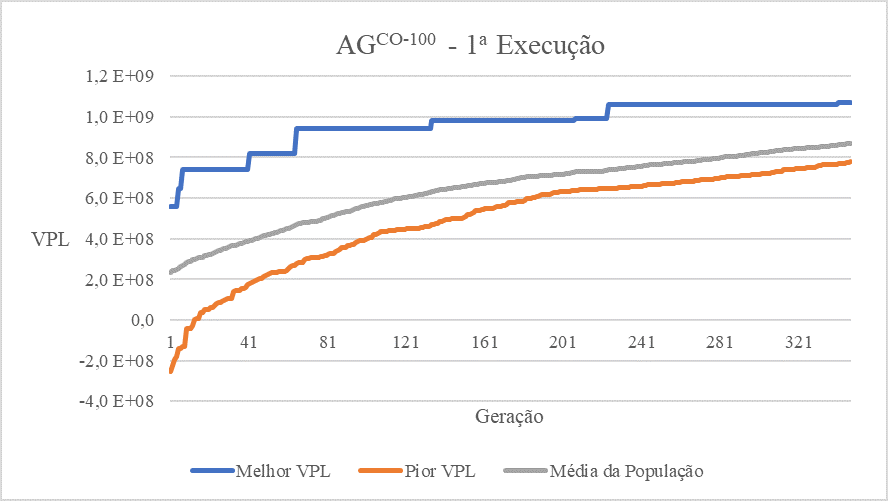 AGCO-100 - 1ª Execução
1,2 E+09
1,0 E+09
8,0 E+08
6,0 E+08
VPL
4,0 E+08
2,0 E+08
0,0
1 41 81 121 161 201 241 281 321
-2,0 E+08
-4,0 E+08
Geração
Melhor VPL Pior VPL Média da População